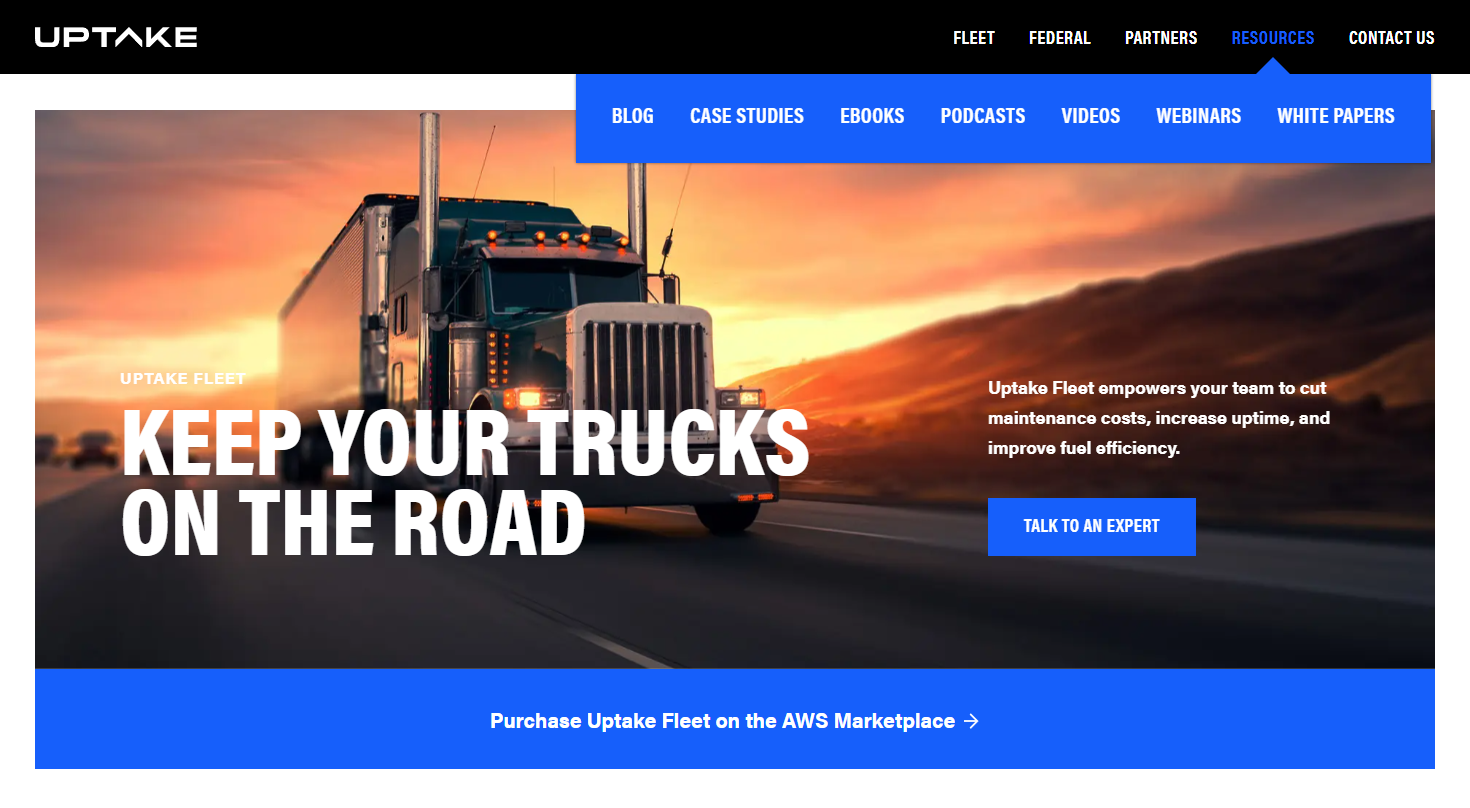 UPTAKE
FLEET
FEDERAL
PARTNERS
RESOURCES
CONTACT US
BLOG
CASE STUDIES
EBOOKS
PODCASTS
VIDEOS
WEBINARS
WHITE PAPERS
UPTAKE FLEET
KEEP YOUR TRUCKS
ON THE ROAD
Uptake Fleet empowers your team to cut
maintenance costs, increase uptime, and
improve fuel efficiency.
TALK TO AN EXPERT
Purchase Uptake Fleet on the AWS Marketplace →